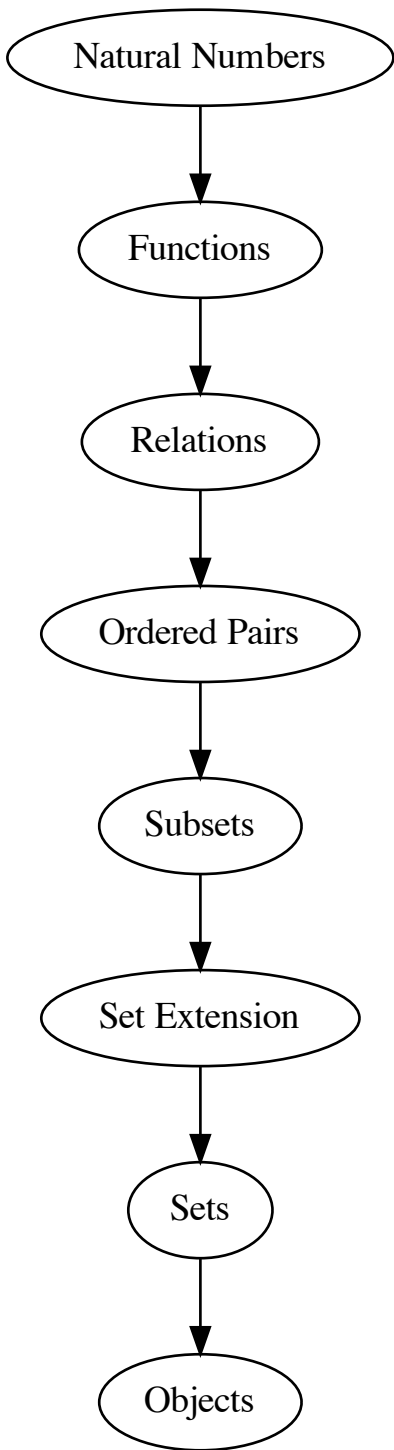 Natural Numbers
Functions
Relations
Ordered Pairs
Subsets
Set Extension
Sets
Objects